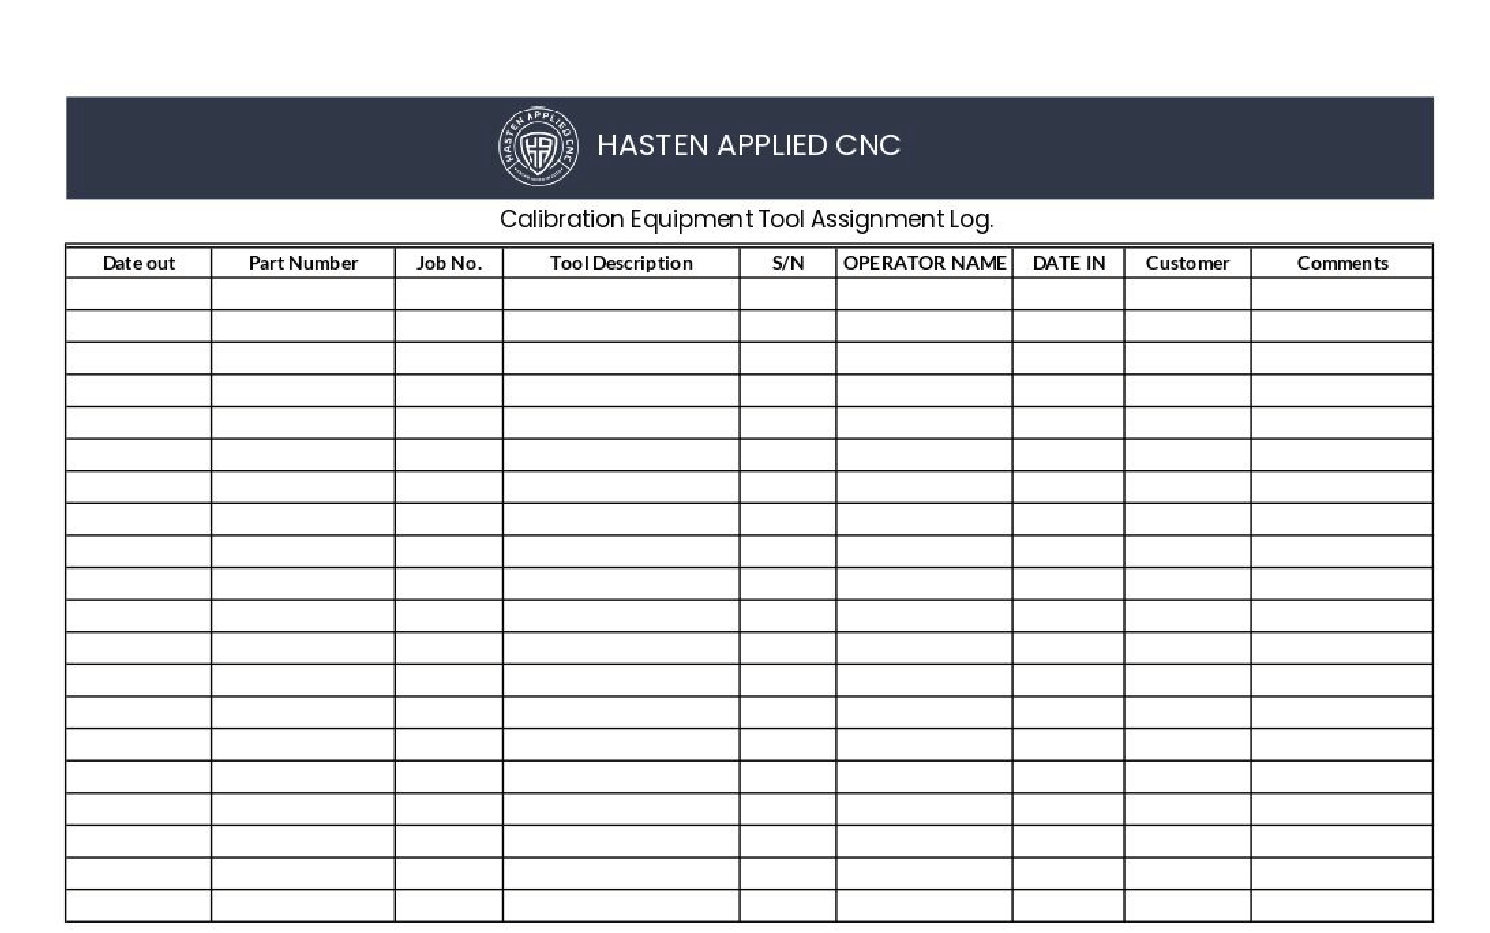 HASTEN APPLIED CNC
HASTEN APPLIED CNC
Calibration Equipment Tool Assignment Log.
Date out Part Number Job No. Tool Description S/N OPERATOR NAME DATE IN Customer Comments